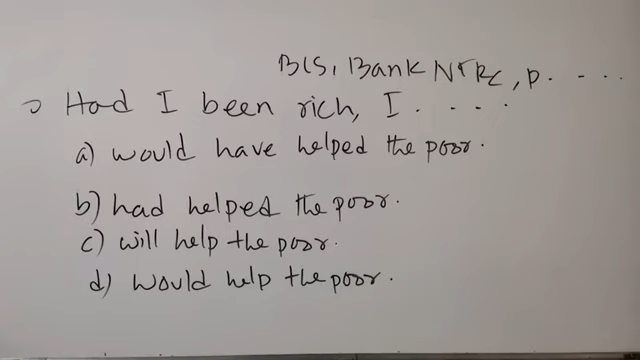 BCS, Bank NTRC, p. . . . .
Had I been rich, I . . . . .
a) would have helped the poor.
b) had helped the poor.
c) will help the poor.
d) would help the poor.